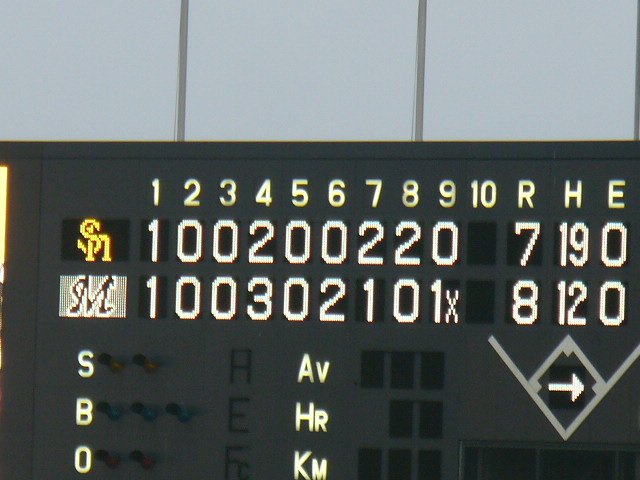 1 2 3 4 5 6 7 8 9 10 R H E
SH 1 0 0 2 0 0 2 2 0 7 19 0
M 1 0 0 3 0 2 1 0 1x 8 12 0
S H AV
B E HR
O Fc KM